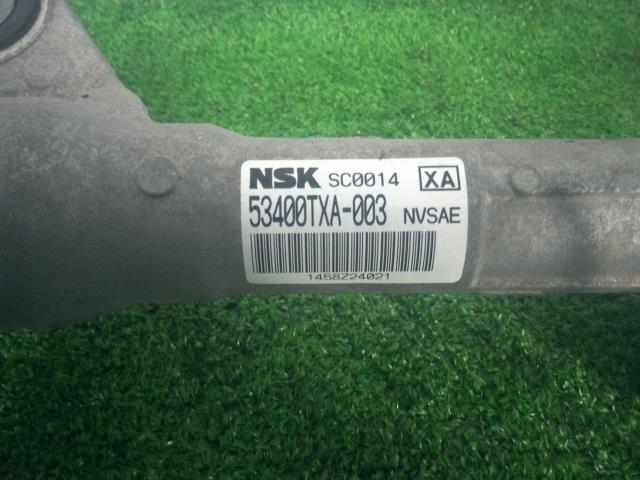 NSK SC0014 XA
53400TXA-003 NVSAE
1458Z24021